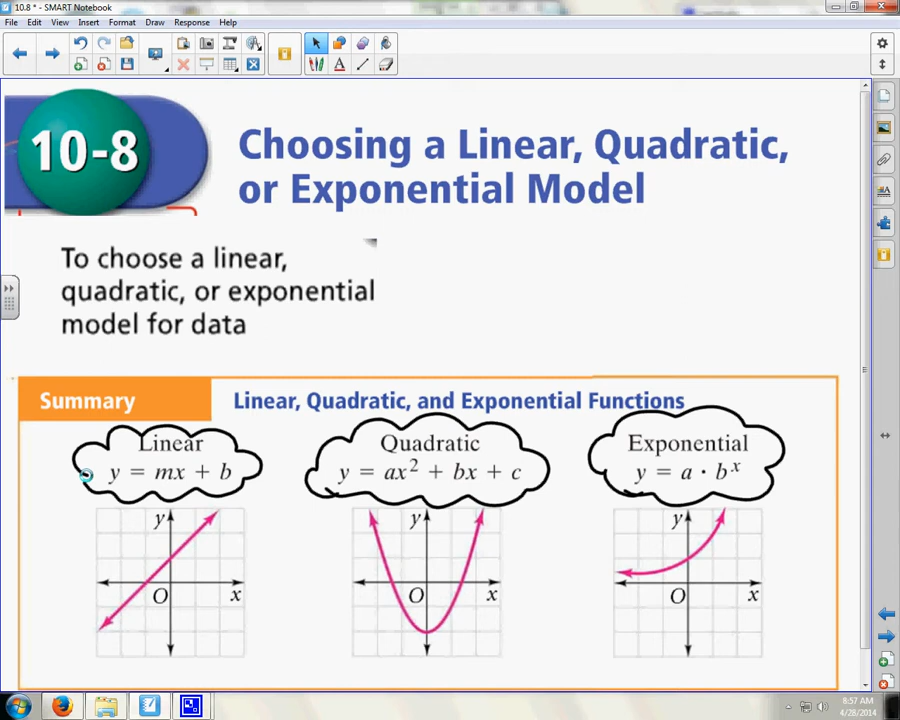 10.8 * - SMART Notebook
File Edit View Insert Format Draw Response Help
10-8
Choosing a Linear, Quadratic,
or Exponential Model
To choose a linear,
quadratic, or exponential
model for data
Summary
Linear, Quadratic, and Exponential Functions
Linear
y = mx + b
Quadratic
y = ax² + bx + c
Exponential
y = a · bˣ
y
O
x
y
O
x
y
O
x
8:57 AM
4/28/2014